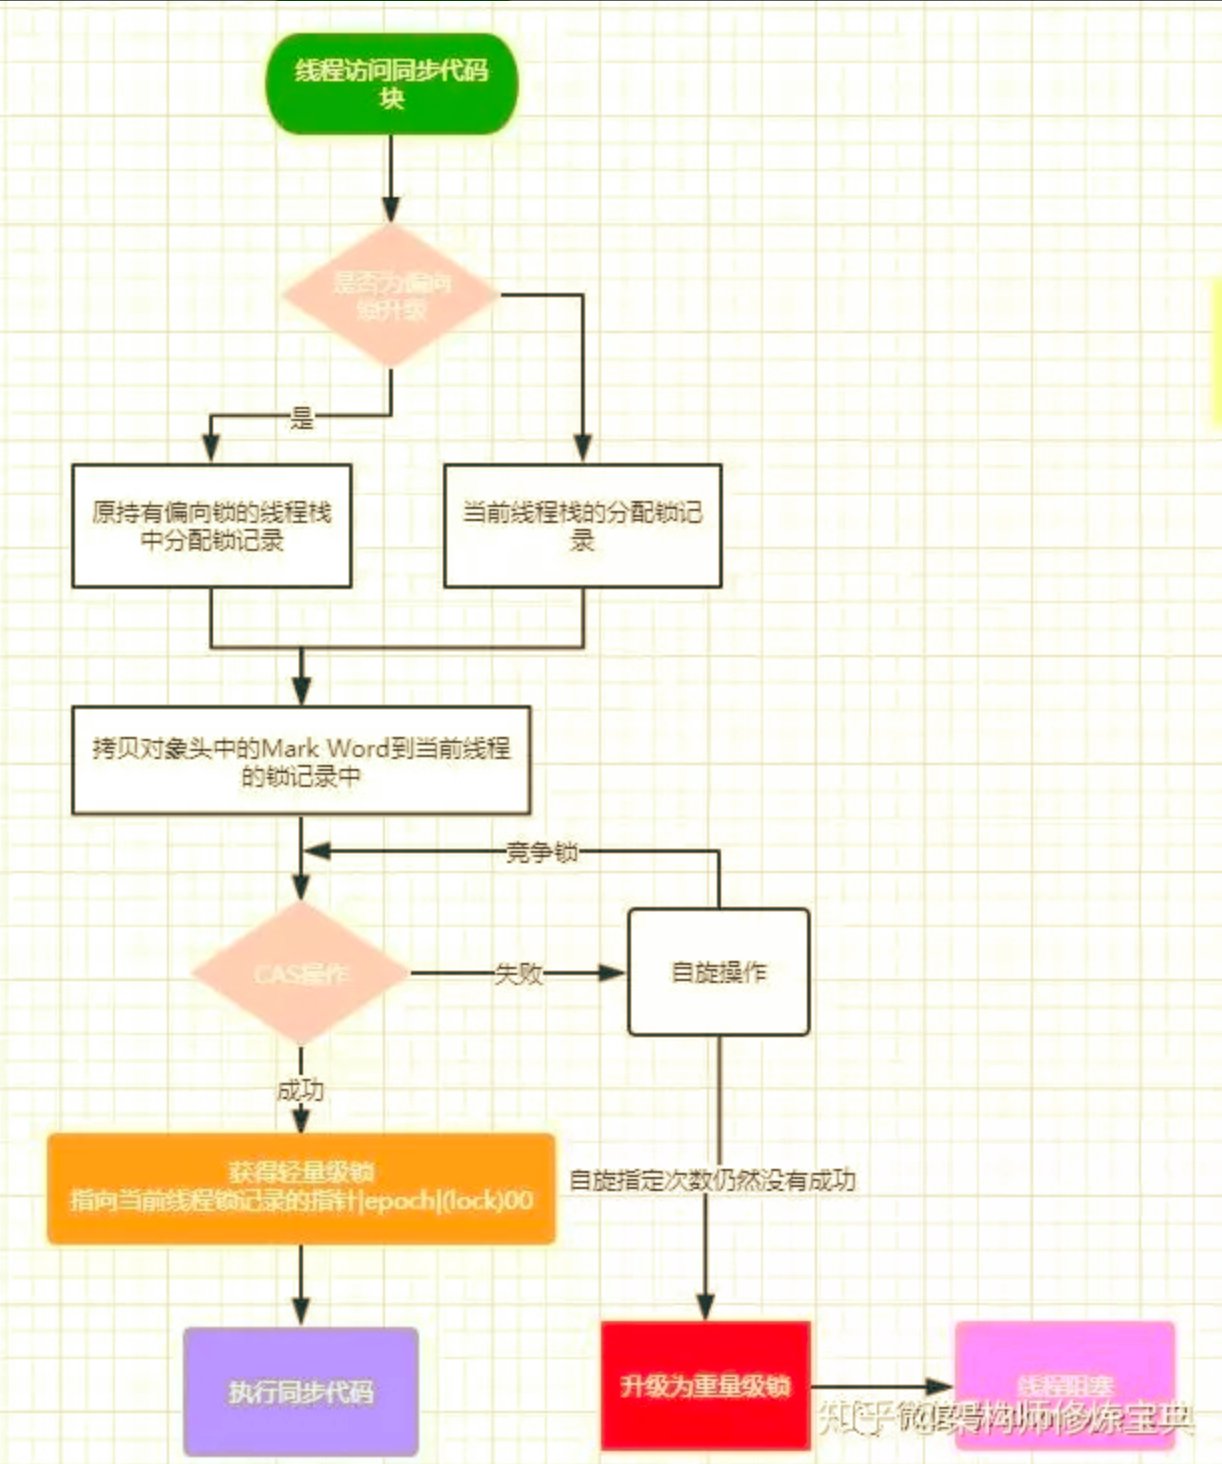 线程访问同步代码
块
是否为偏向
锁升级
是
原持有偏向锁的线程栈
中分配锁记录
当前线程栈的分配锁记
录
拷贝对象头中的Mark Word到当前线程
的锁记录中
竞争锁
CAS操作
失败
自旋操作
成功
获得轻量级锁
指向当前线程锁记录的指针|epoch|(lock)00
自旋指定次数仍然没有成功
执行同步代码
升级为重量级锁
线程阻塞
知乎 @架构师修炼宝典
微信号